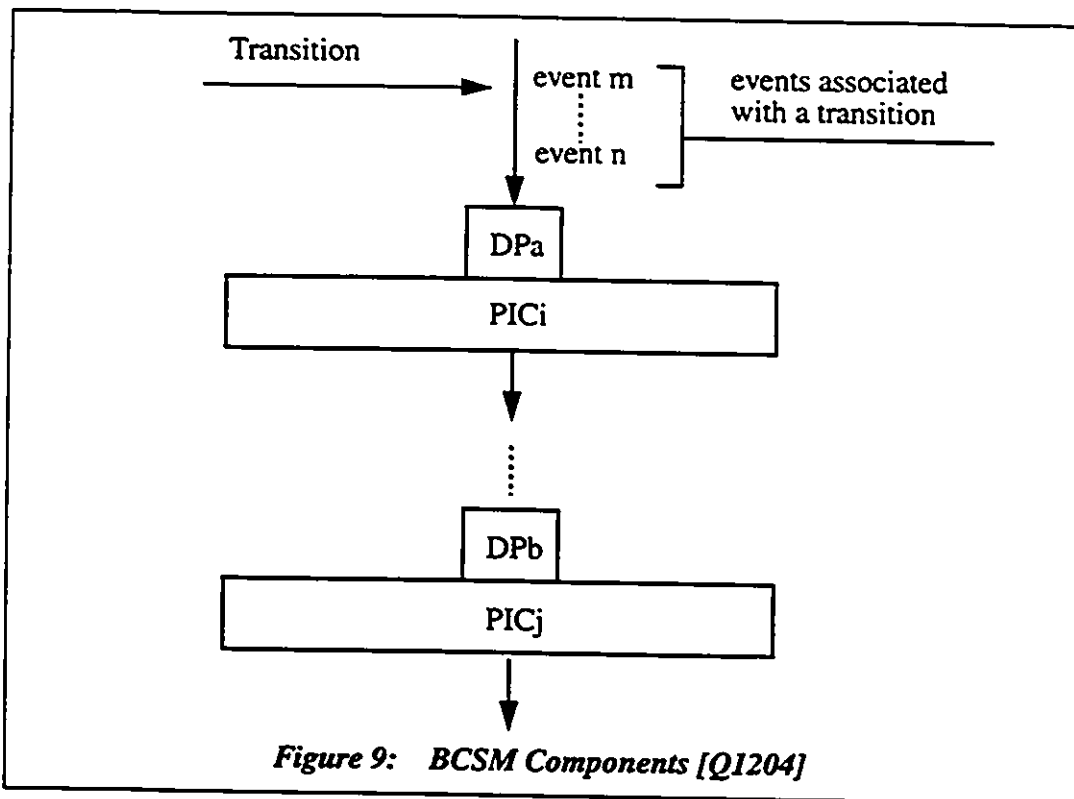 Transition
event m
event n
events associated
with a transition
DPa
PICi
DPb
PICj
Figure 9: BCSM Components [Q1204]